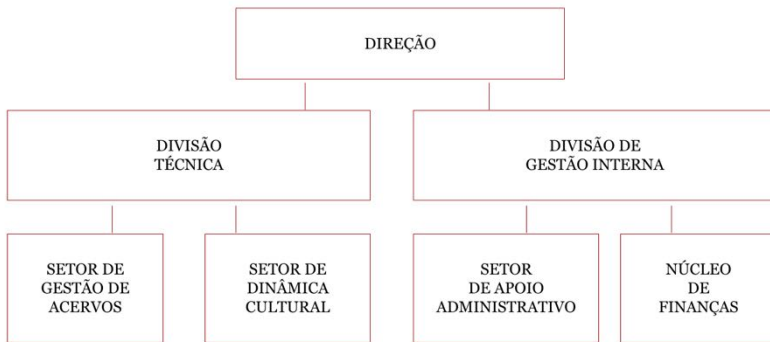 DIREÇÃO
DIVISÃO
TÉCNICA
DIVISÃO DE
GESTÃO INTERNA
SETOR DE
GESTÃO DE
ACERVOS
SETOR DE
DINÂMICA
CULTURAL
SETOR
DE APOIO
ADMINISTRATIVO
NÚCLEO
DE
FINANÇAS